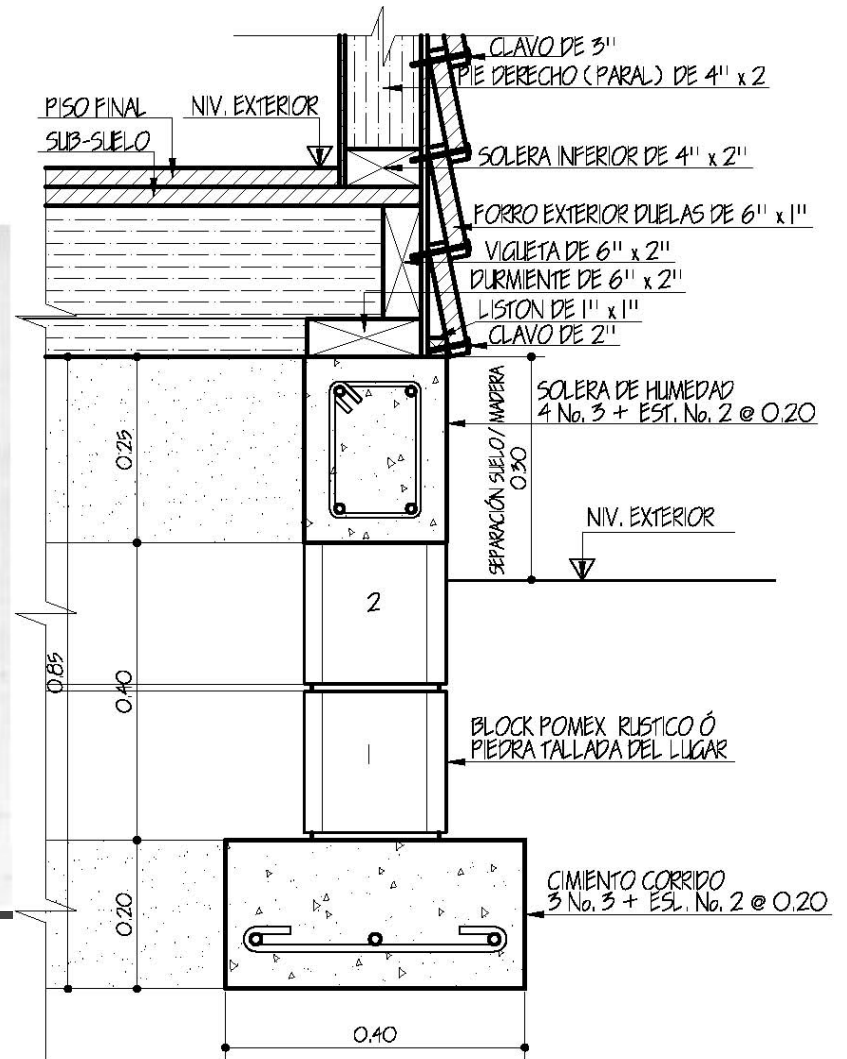 CLAVO DE 3"
PIE DERECHO (PARAL) DE 4" x 2
PISO FINAL
NIV. EXTERIOR
SUB-SUELO
SOLERA INFERIOR DE 4" x 2"
FORRO EXTERIOR DUELAS DE 6" x 1"
VIGUETA DE 6" x 2"
DURMIENTE DE 6" x 2"
LISTON DE 1" x 1"
CLAVO DE 2"
SEPARACIÓN SUELO/ MADERA
0.30
SOLERA DE HUMEDAD
4 No. 3 + EST. No. 2 @ 0.20
0.25
NIV. EXTERIOR
2
0.85
0.40
1
BLOCK POMEX RUSTICO Ó
PIEDRA TALLADA DEL LUGAR
CIMIENTO CORRIDO
3 No. 3 + ESL. No. 2 @ 0.20
0.20
0.40